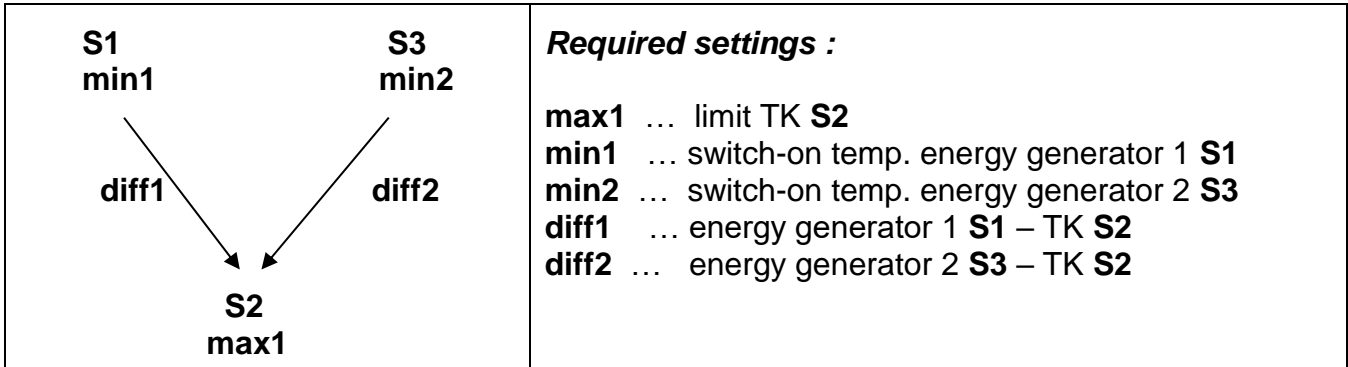 S1 S3
min1 min2
diff1 diff2
S2
max1
Required settings :
max1 … limit TK S2
min1 … switch-on temp. energy generator 1 S1
min2 … switch-on temp. energy generator 2 S3
diff1 … energy generator 1 S1 – TK S2
diff2 … energy generator 2 S3 – TK S2